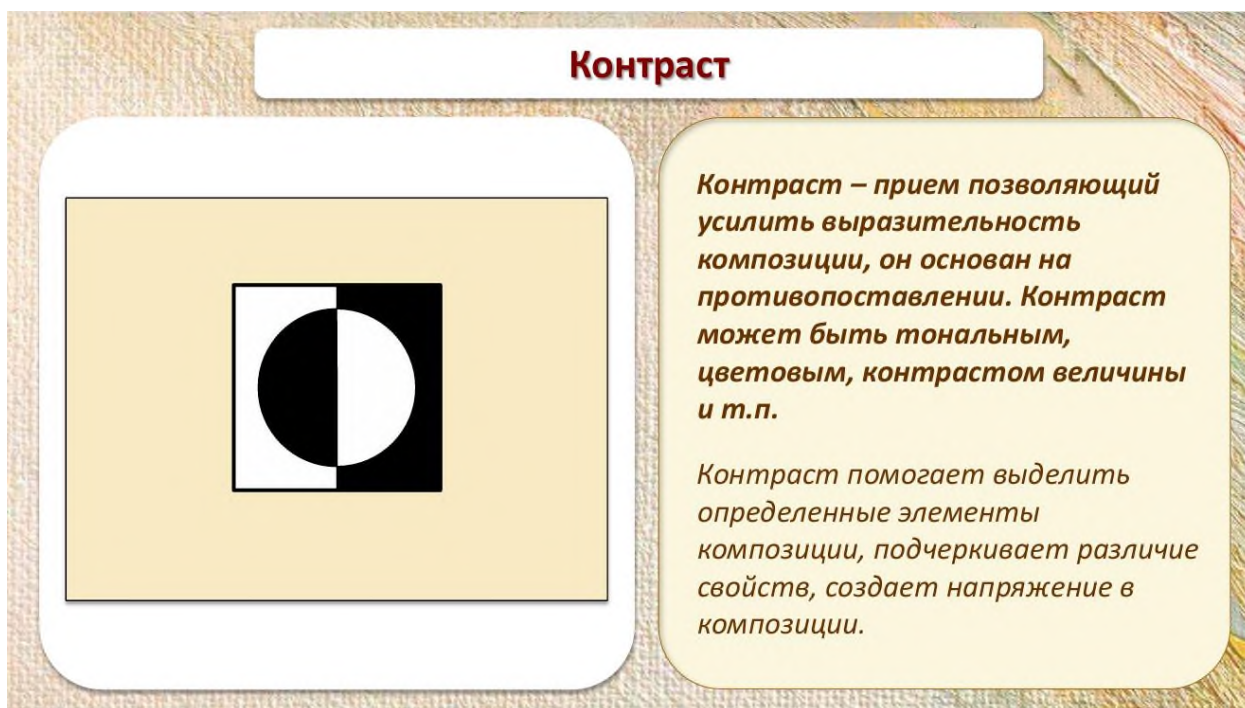 Контраст
Контраст – прием позволяющий
усилить выразительность
композиции, он основан на
противопоставлении. Контраст
может быть тональным,
цветовым, контрастом величины
и т.п.
Контраст помогает выделить
определенные элементы
композиции, подчеркивает различие
свойств, создает напряжение в
композиции.